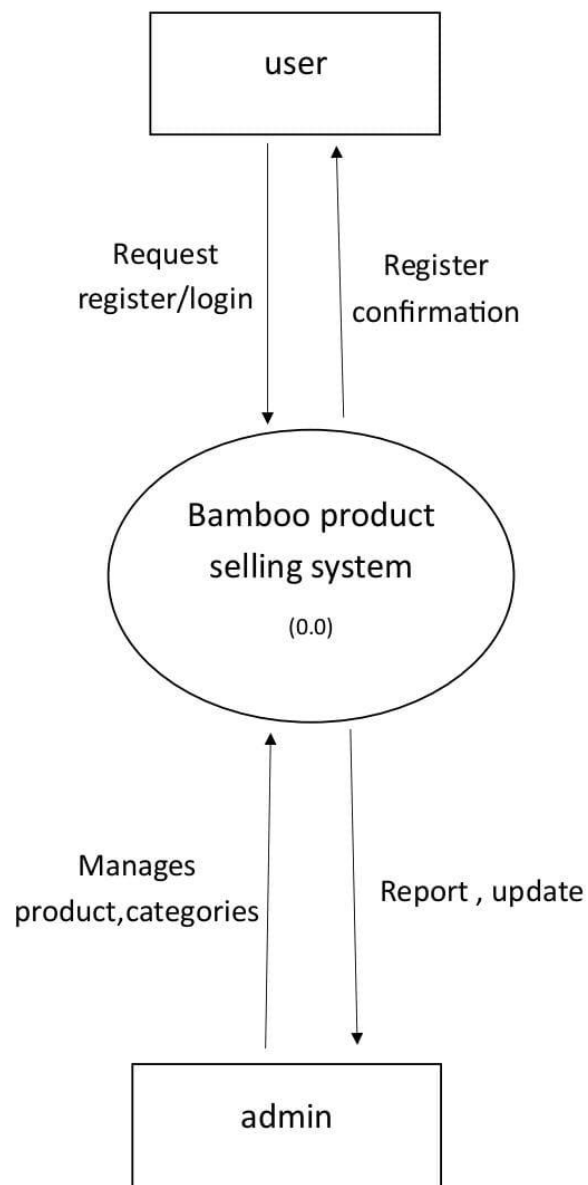 user
Request
register/login
Register
confirmation
Bamboo product
selling system
(0.0)
Manages
product,categories
Report , update
admin